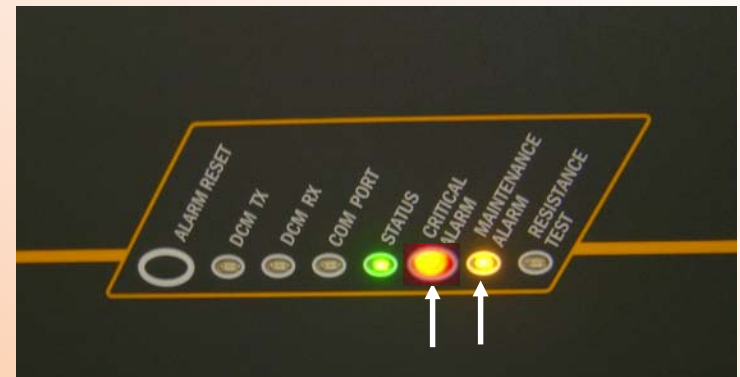 ALARM RESET
DCM TX
DCM RX
COM PORT
STATUS
CRITICAL
ALARM
MAINTENANCE
ALARM
RESISTANCE
TEST